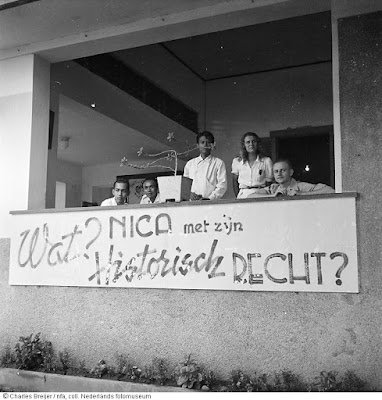 Wat? NICA met zijn
Historisch RECHT?
© Charles Breijer / nfa, coll. Nederlands fotomuseum